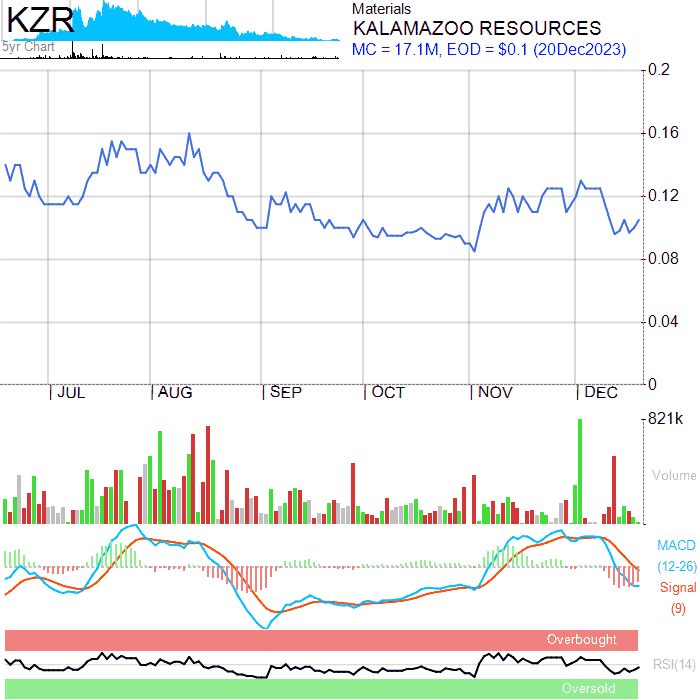 KZR
5yr Chart
Materials
KALAMAZOO RESOURCES
MC = 17.1M, EOD = $0.1 (20Dec2023)
0.2
0.16
0.12
0.08
0.04
0
JUL AUG SEP OCT NOV DEC
821k
Volume
MACD
(12-26)
Signal
(9)
Overbought
RSI(14)
Oversold